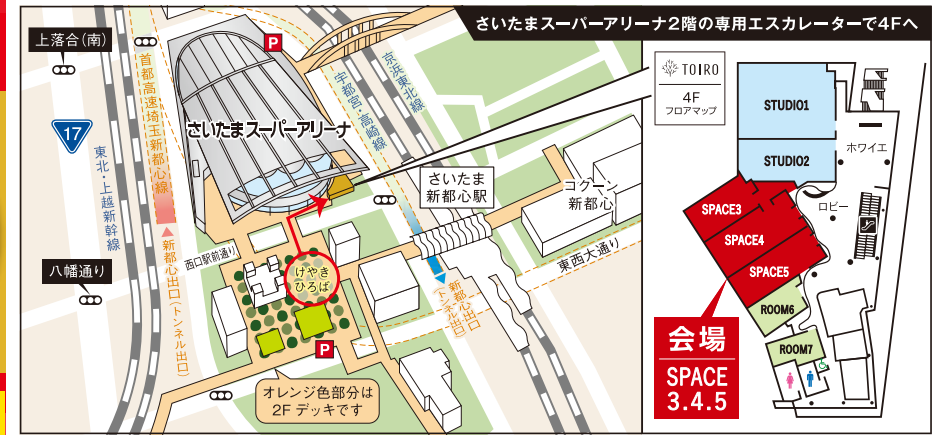 さいたまスーパーアリーナ2階の専用エスカレーターで4Fへ
上落合(南)
P
17
首都高速埼玉新都心線
東北・上越新幹線
さいたまスーパーアリーナ
宇都宮・高崎線
京浜東北線
さいたま
新都心駅
コクーン
新都心
八幡通り
新都心出口(トンネル出口)
西口駅前通り
けやき
ひろば
東西大通り
新都心出口
(トンネル出口)
P
オレンジ色部分は
2Fデッキです
TOIRO
4F
フロアマップ
STUDIO1
STUDIO2
ホワイエ
ロビー
SPACE3
SPACE4
SPACE5
ROOM6
ROOM7
会場
SPACE
3.4.5